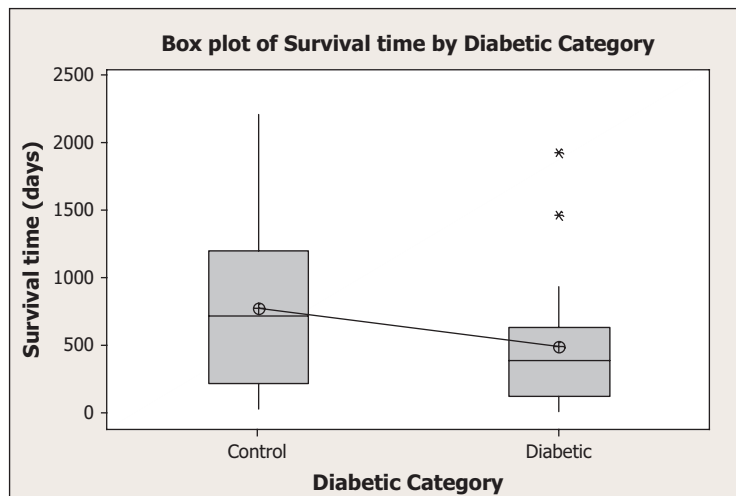 Box plot of Survival time by Diabetic Category
Survival time (days)
2500
2000
1500
1000
500
0
Control Diabetic
Diabetic Category